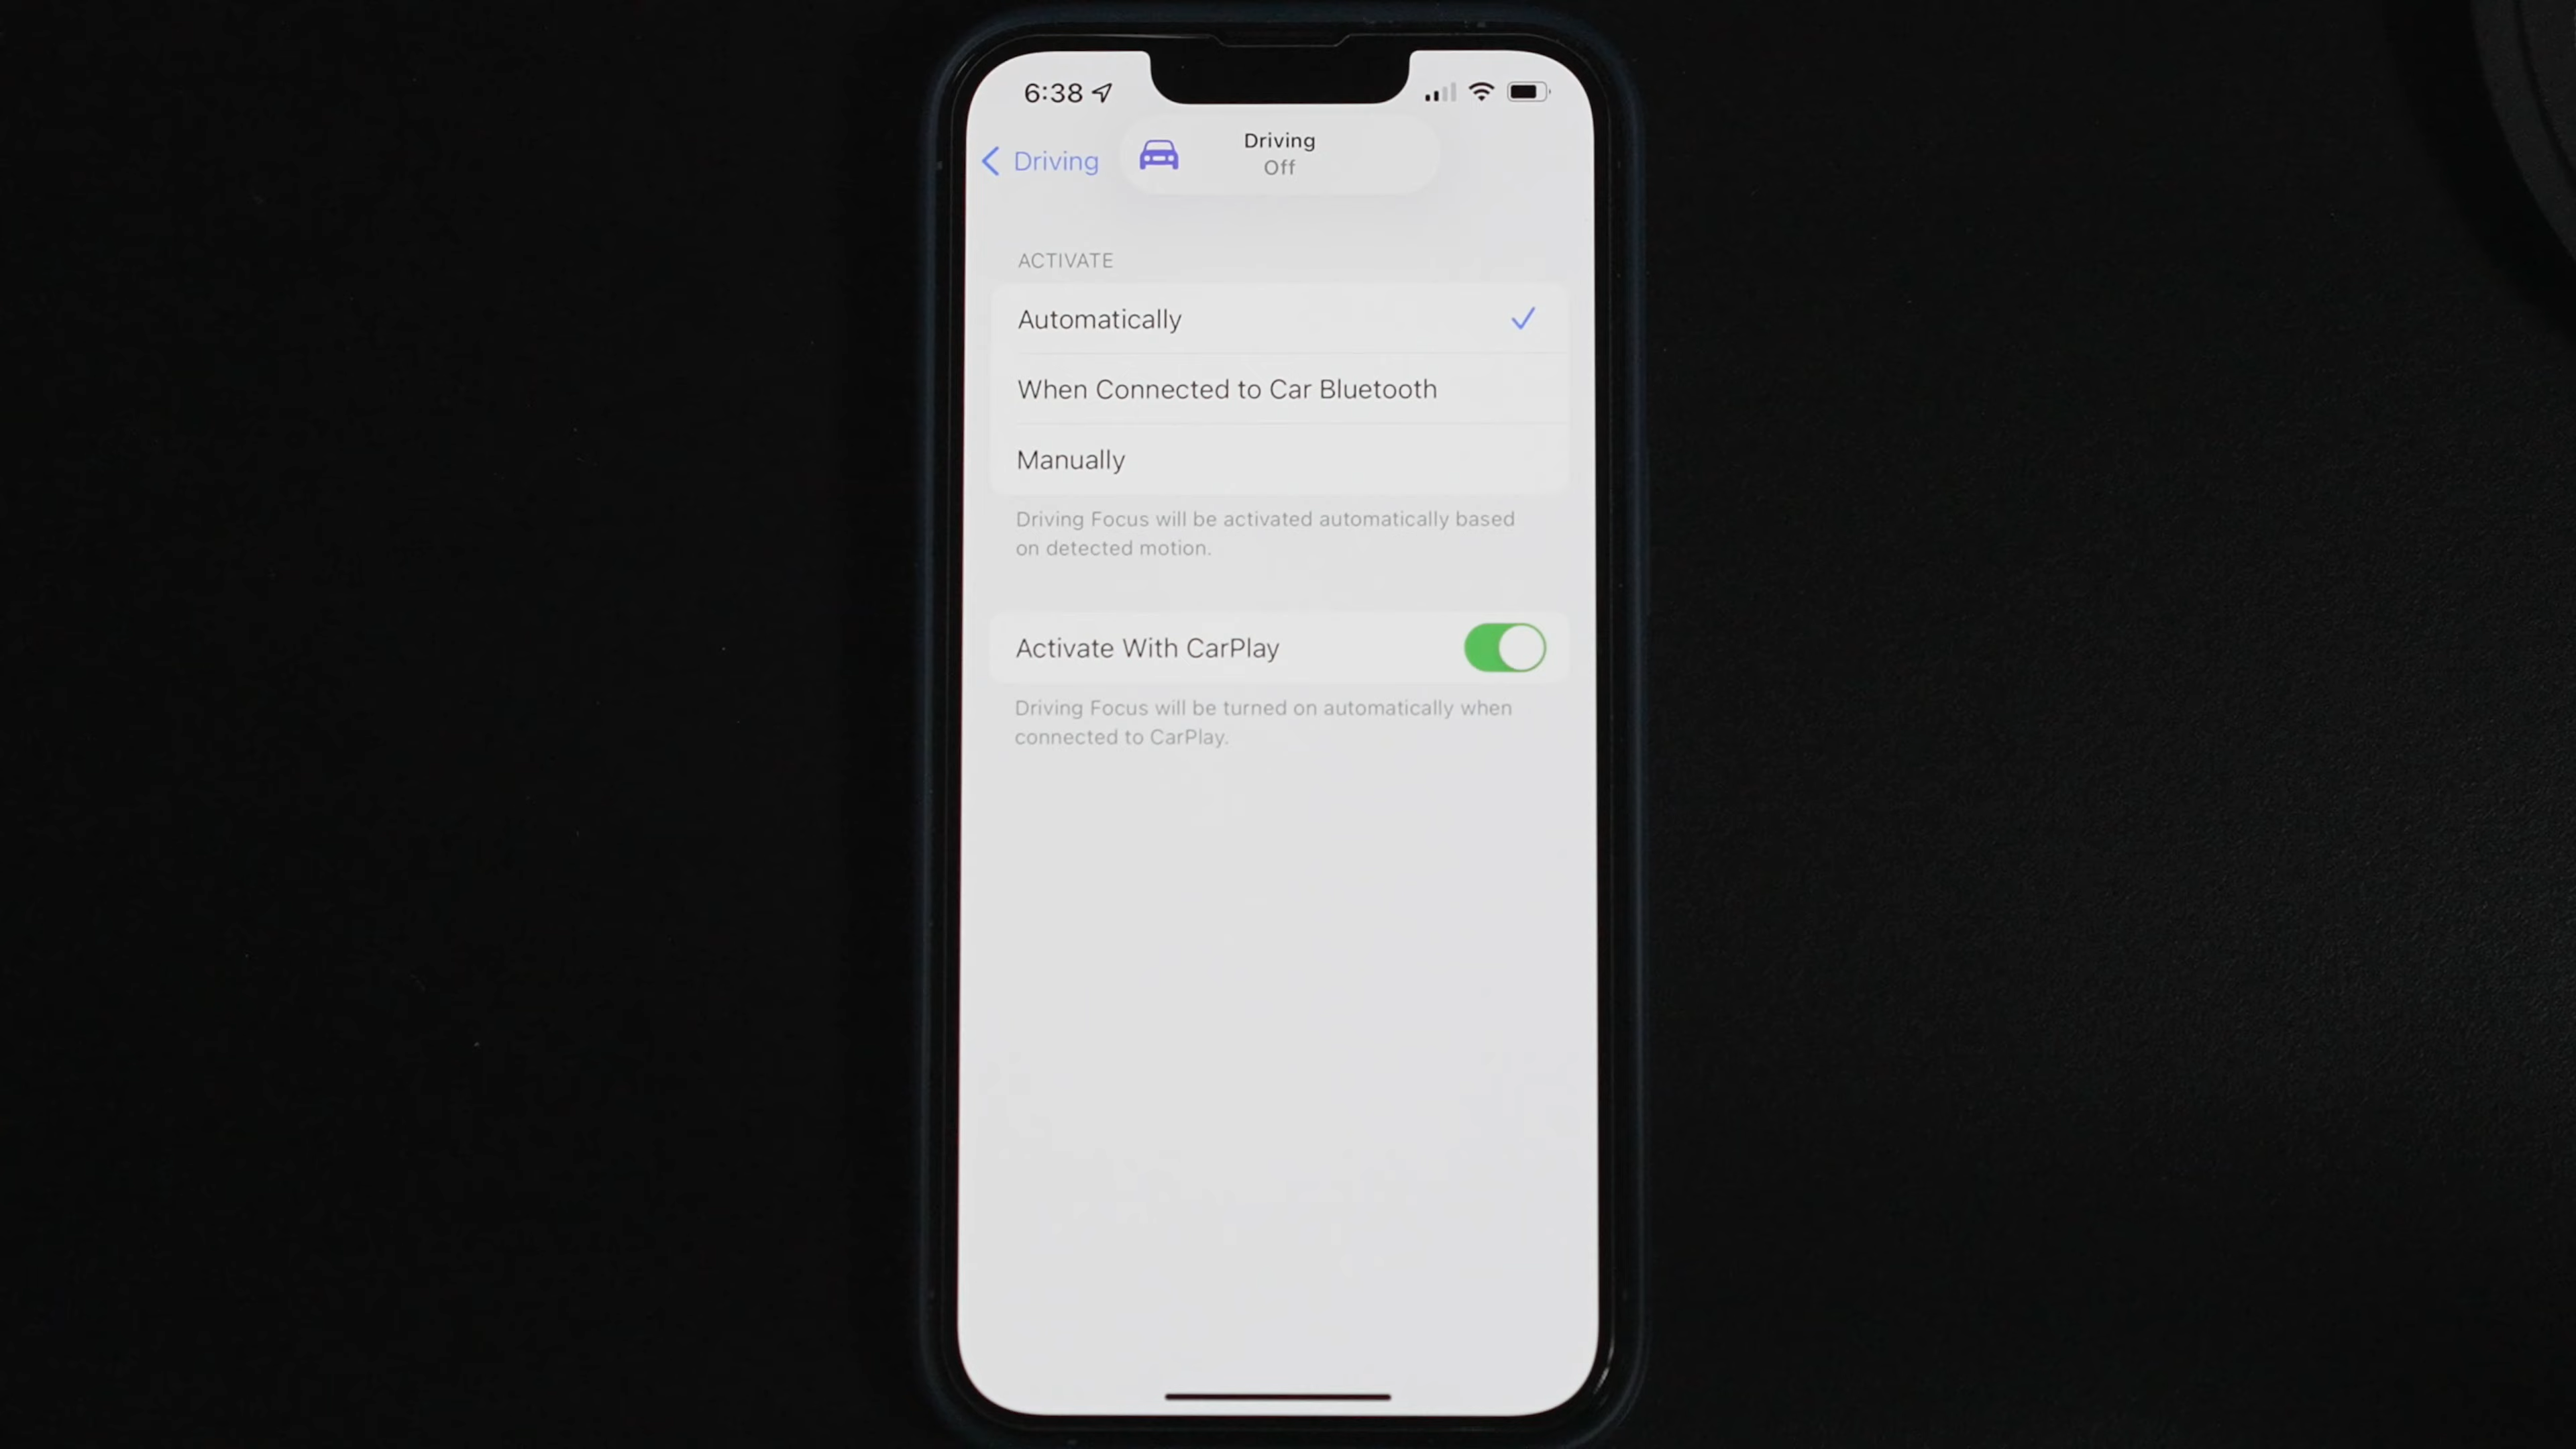 6:38
Driving
Driving
Off
ACTIVATE
Automatically
When Connected to Car Bluetooth
Manually
Driving Focus will be activated automatically based
on detected motion.
Activate With CarPlay
Driving Focus will be turned on automatically when
connected to CarPlay.